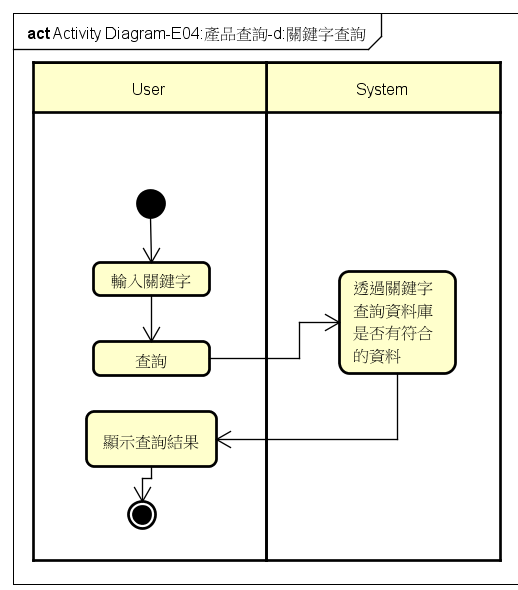 act Activity Diagram-E04:產品查詢-d:關鍵字查詢
User
System
輸入關鍵字
查詢
透過關鍵字
查詢資料庫
是否有符合
的資料
顯示查詢結果